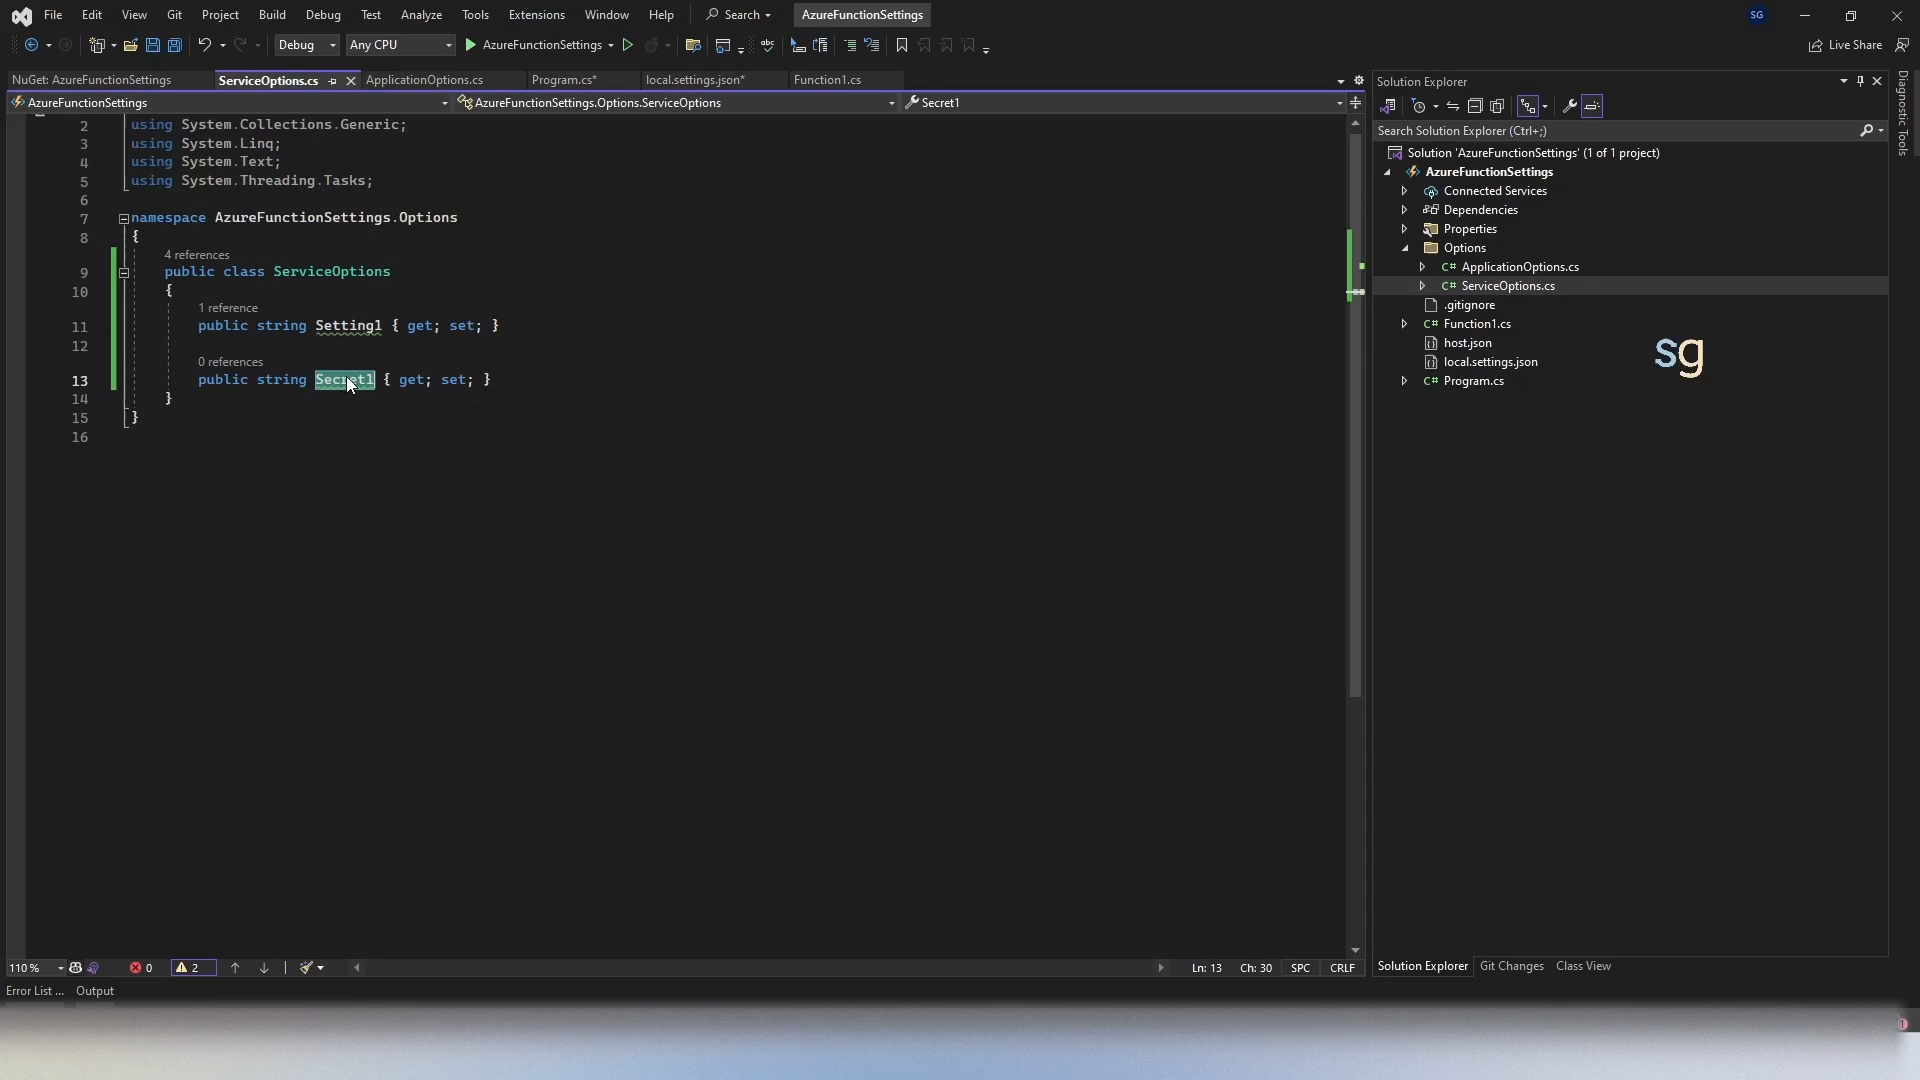 File Edit View Git Project Build Debug Test Analyze Tools Extensions Window Help Search AzureFunctionSettings SG
Debug Any CPU AzureFunctionSettings Live Share
NuGet: AzureFunctionSettings ServiceOptions.cs ApplicationOptions.cs Program.cs* local.settings.json* Function1.cs
AzureFunctionSettings AzureFunctionSettings.Options.ServiceOptions Secret1
2 using System.Collections.Generic;
3 using System.Linq;
4 using System.Text;
5 using System.Threading.Tasks;
6
7 namespace AzureFunctionSettings.Options
8 {
4 references
9 public class ServiceOptions
10 {
1 reference
11 public string Setting1 { get; set; }
12
0 references
13 public string Secret1 { get; set; }
14 }
15 }
16
110 % 0 2 Ln: 13 Ch: 30 SPC CRLF
Error List ... Output
Solution Explorer
Search Solution Explorer (Ctrl+;)
Solution 'AzureFunctionSettings' (1 of 1 project)
AzureFunctionSettings
Connected Services
Dependencies
Properties
Options
C# ApplicationOptions.cs
C# ServiceOptions.cs
.gitignore
C# Function1.cs
host.json
local.settings.json
C# Program.cs
sg
Solution Explorer Git Changes Class View
Diagnostic Tools
1